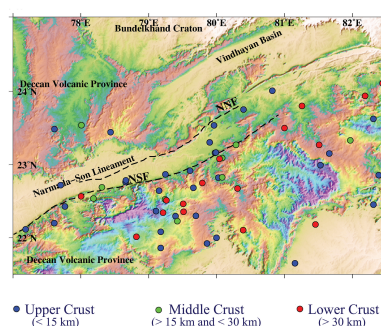 Bundelkhand Craton
78°E
79°E
80°E
81°E
82°E
Vindhayan Basin
Deccan Volcanic Province
24°N
NNF
23°N
Narmada–Son Lineament
NSF
22°N
Deccan Volcanic Province
Upper Crust
(< 15 km)
Middle Crust
(> 15 km and < 30 km)
Lower Crust
(> 30 km)